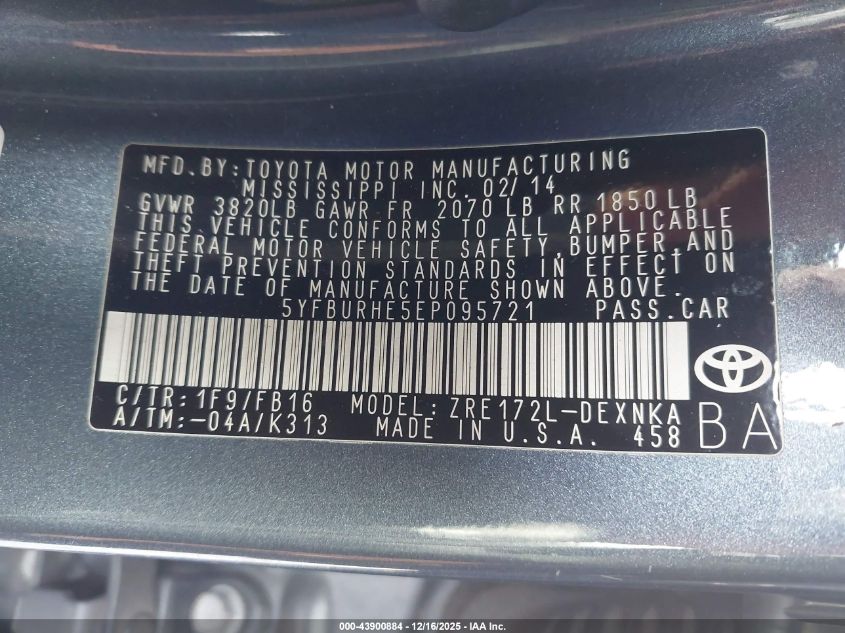 MFD. BY: TOYOTA MOTOR MANUFACTURING
MISSISSIPPI INC. 02/14
GVWR 3820LB GAWR FR 2070 LB RR 1850 LB
THIS VEHICLE CONFORMS TO ALL APPLICABLE
FEDERAL MOTOR VEHICLE SAFETY, BUMPER, AND
THEFT PREVENTION STANDARDS IN EFFECT ON
THE DATE OF MANUFACTURE SHOWN ABOVE.
5YFBURHE5EP095721 PASS. CAR
C/TR: 1F9/FB16 MODEL: ZRE172L-DEXNKA
A/TM: -04A/K313 MADE IN U.S.A. 458 BA
000-43900884 - 12/16/2025 - IAA Inc.